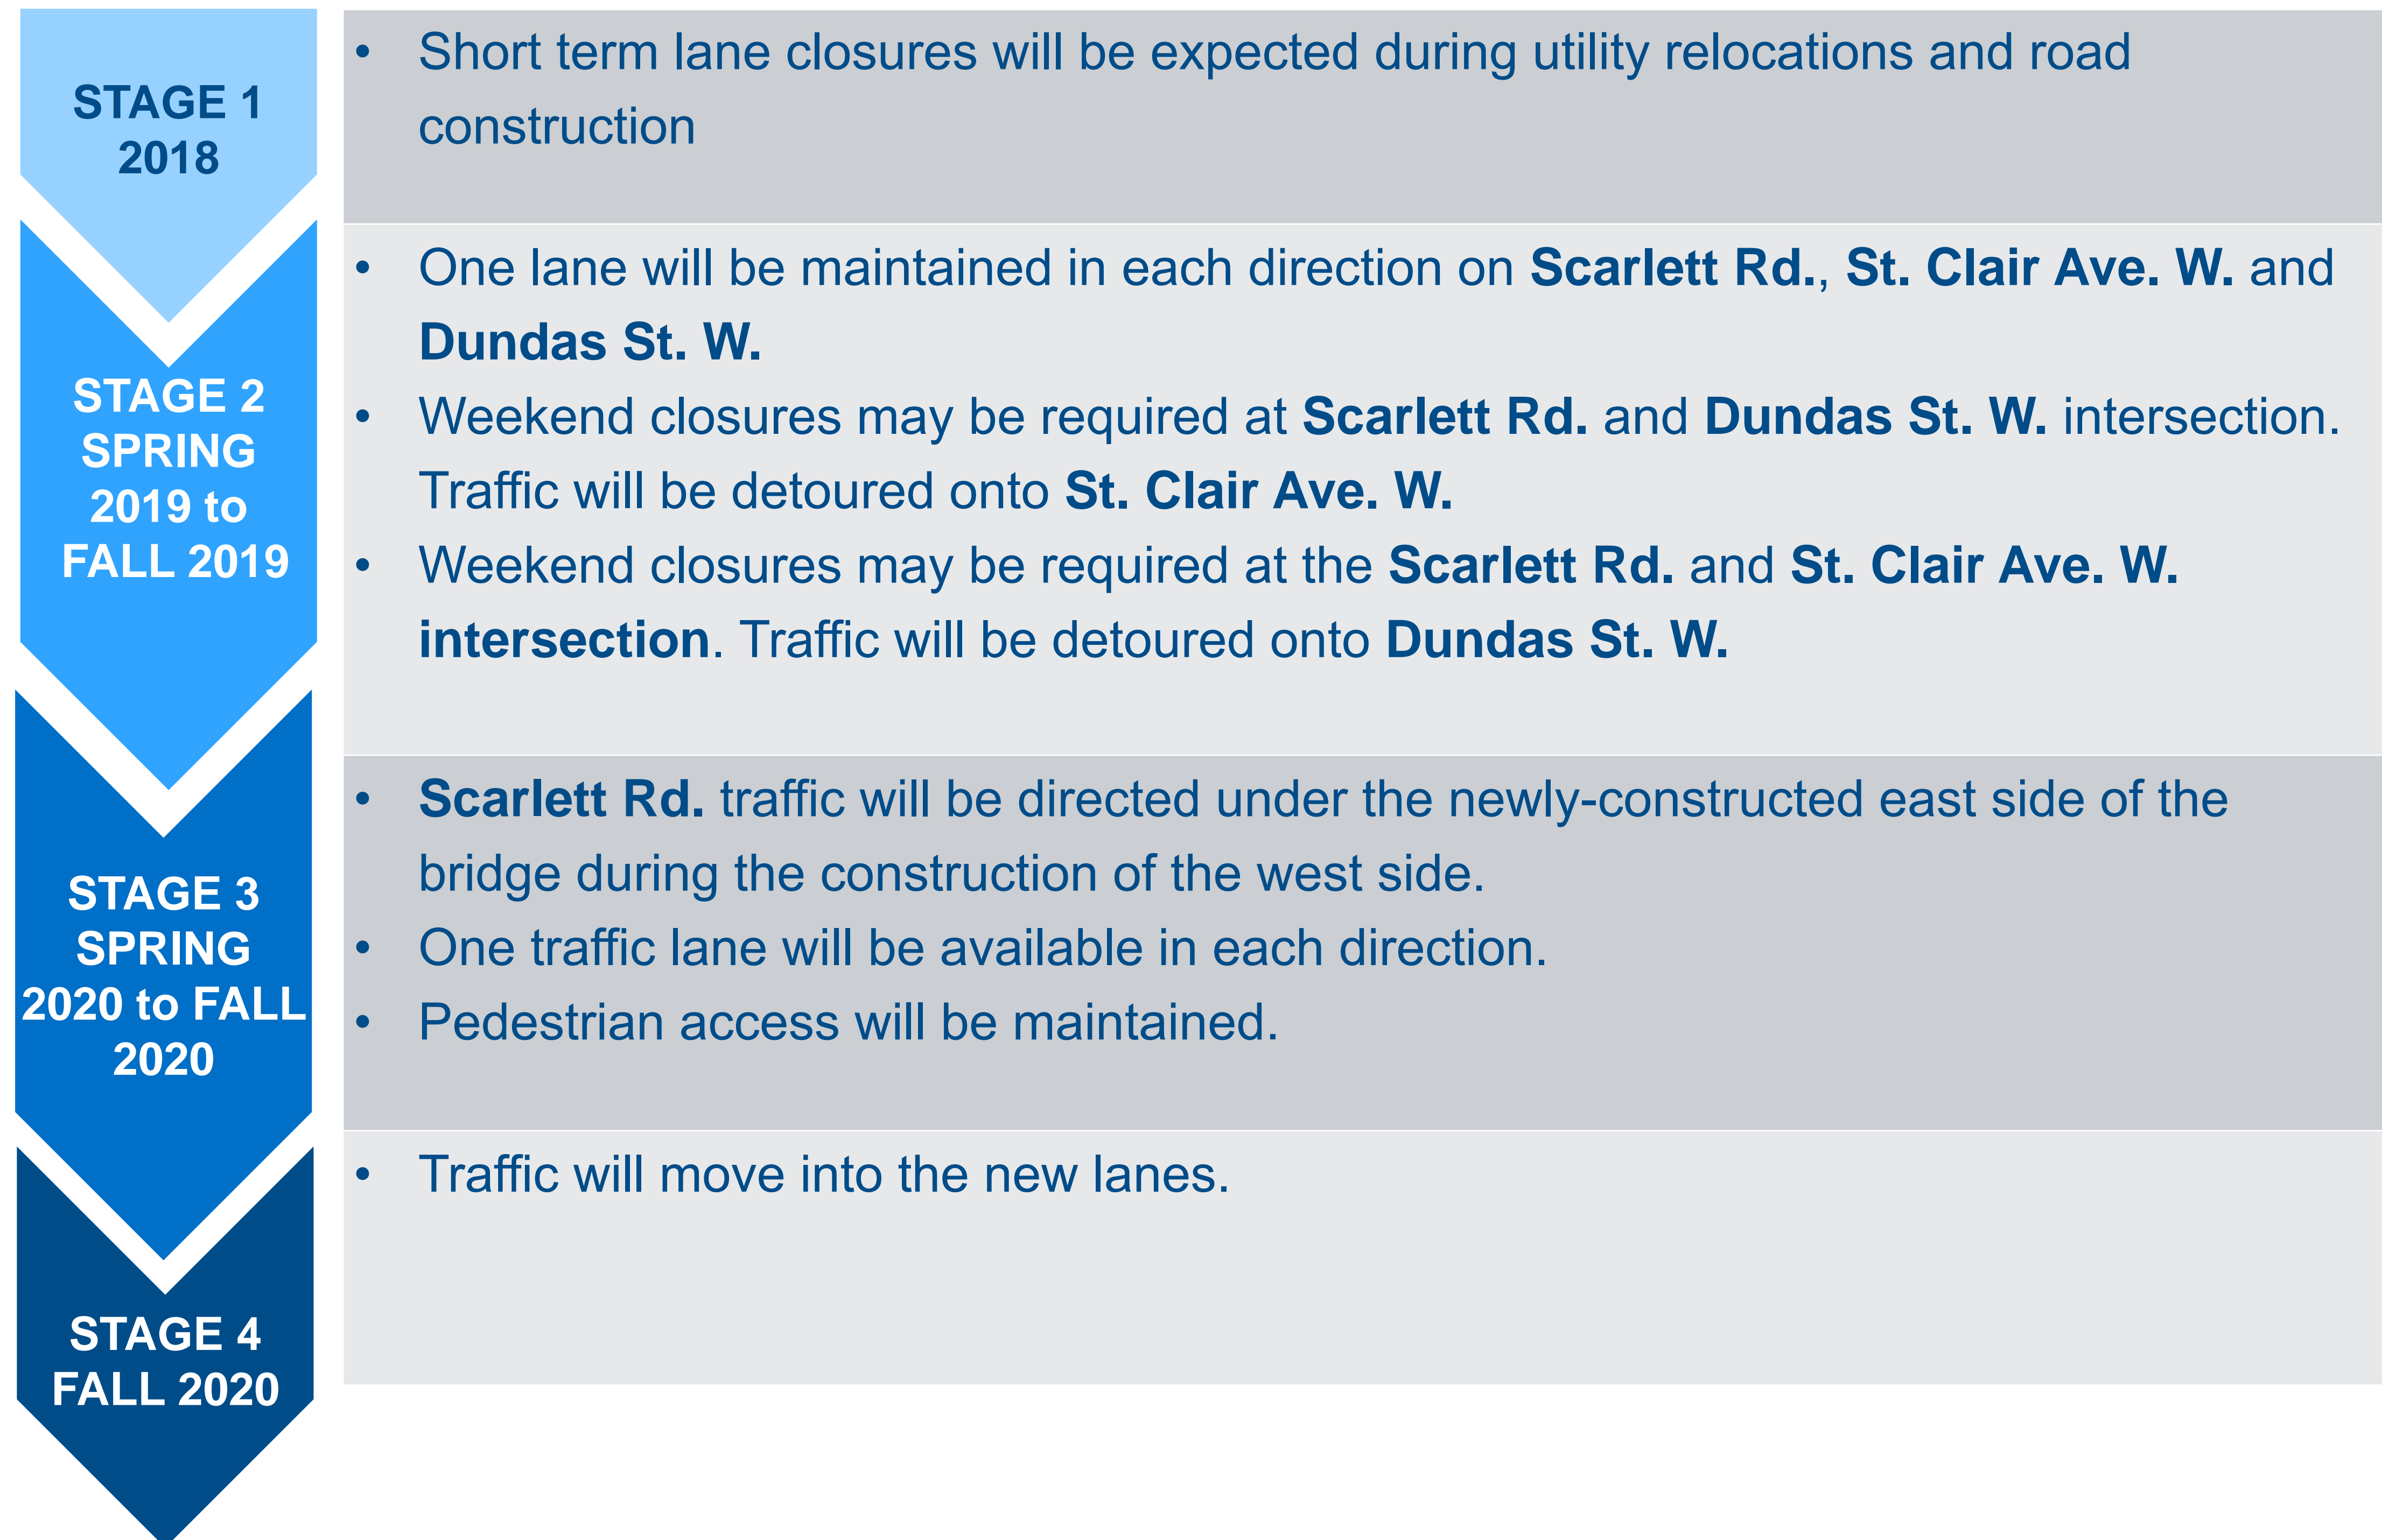 STAGE 1
2018
• Short term lane closures will be expected during utility relocations and road
construction
STAGE 2
SPRING
2019 to
FALL 2019
• One lane will be maintained in each direction on Scarlett Rd., St. Clair Ave. W. and
Dundas St. W.
• Weekend closures may be required at Scarlett Rd. and Dundas St. W. intersection.
Traffic will be detoured onto St. Clair Ave. W.
• Weekend closures may be required at the Scarlett Rd. and St. Clair Ave. W.
intersection. Traffic will be detoured onto Dundas St. W.
STAGE 3
SPRING
2020 to FALL
2020
• Scarlett Rd. traffic will be directed under the newly-constructed east side of the
bridge during the construction of the west side.
• One traffic lane will be available in each direction.
• Pedestrian access will be maintained.
STAGE 4
FALL 2020
• Traffic will move into the new lanes.